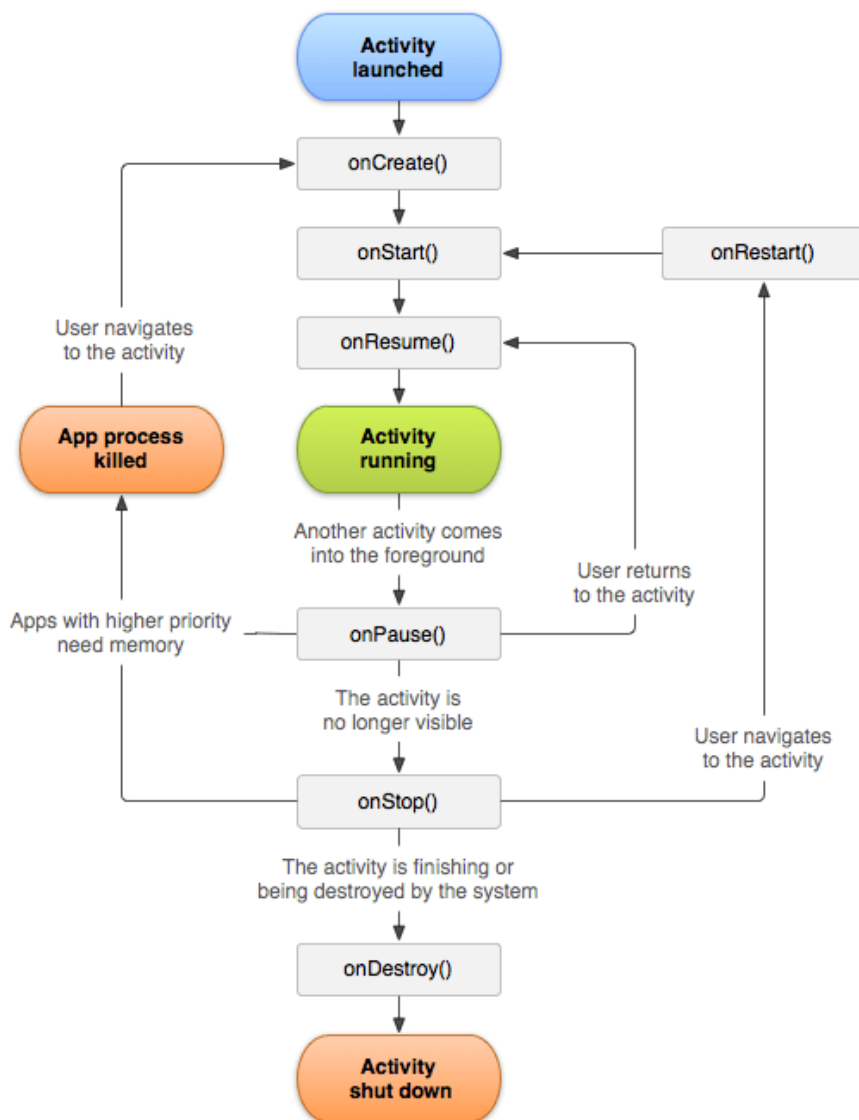 Activity
launched
onCreate()
onStart()
onRestart()
User navigates
to the activity
onResume()
App process
killed
Activity
running
Another activity comes
into the foreground
User returns
to the activity
Apps with higher priority
need memory
onPause()
The activity is
no longer visible
User navigates
to the activity
onStop()
The activity is finishing or
being destroyed by the system
onDestroy()
Activity
shut down